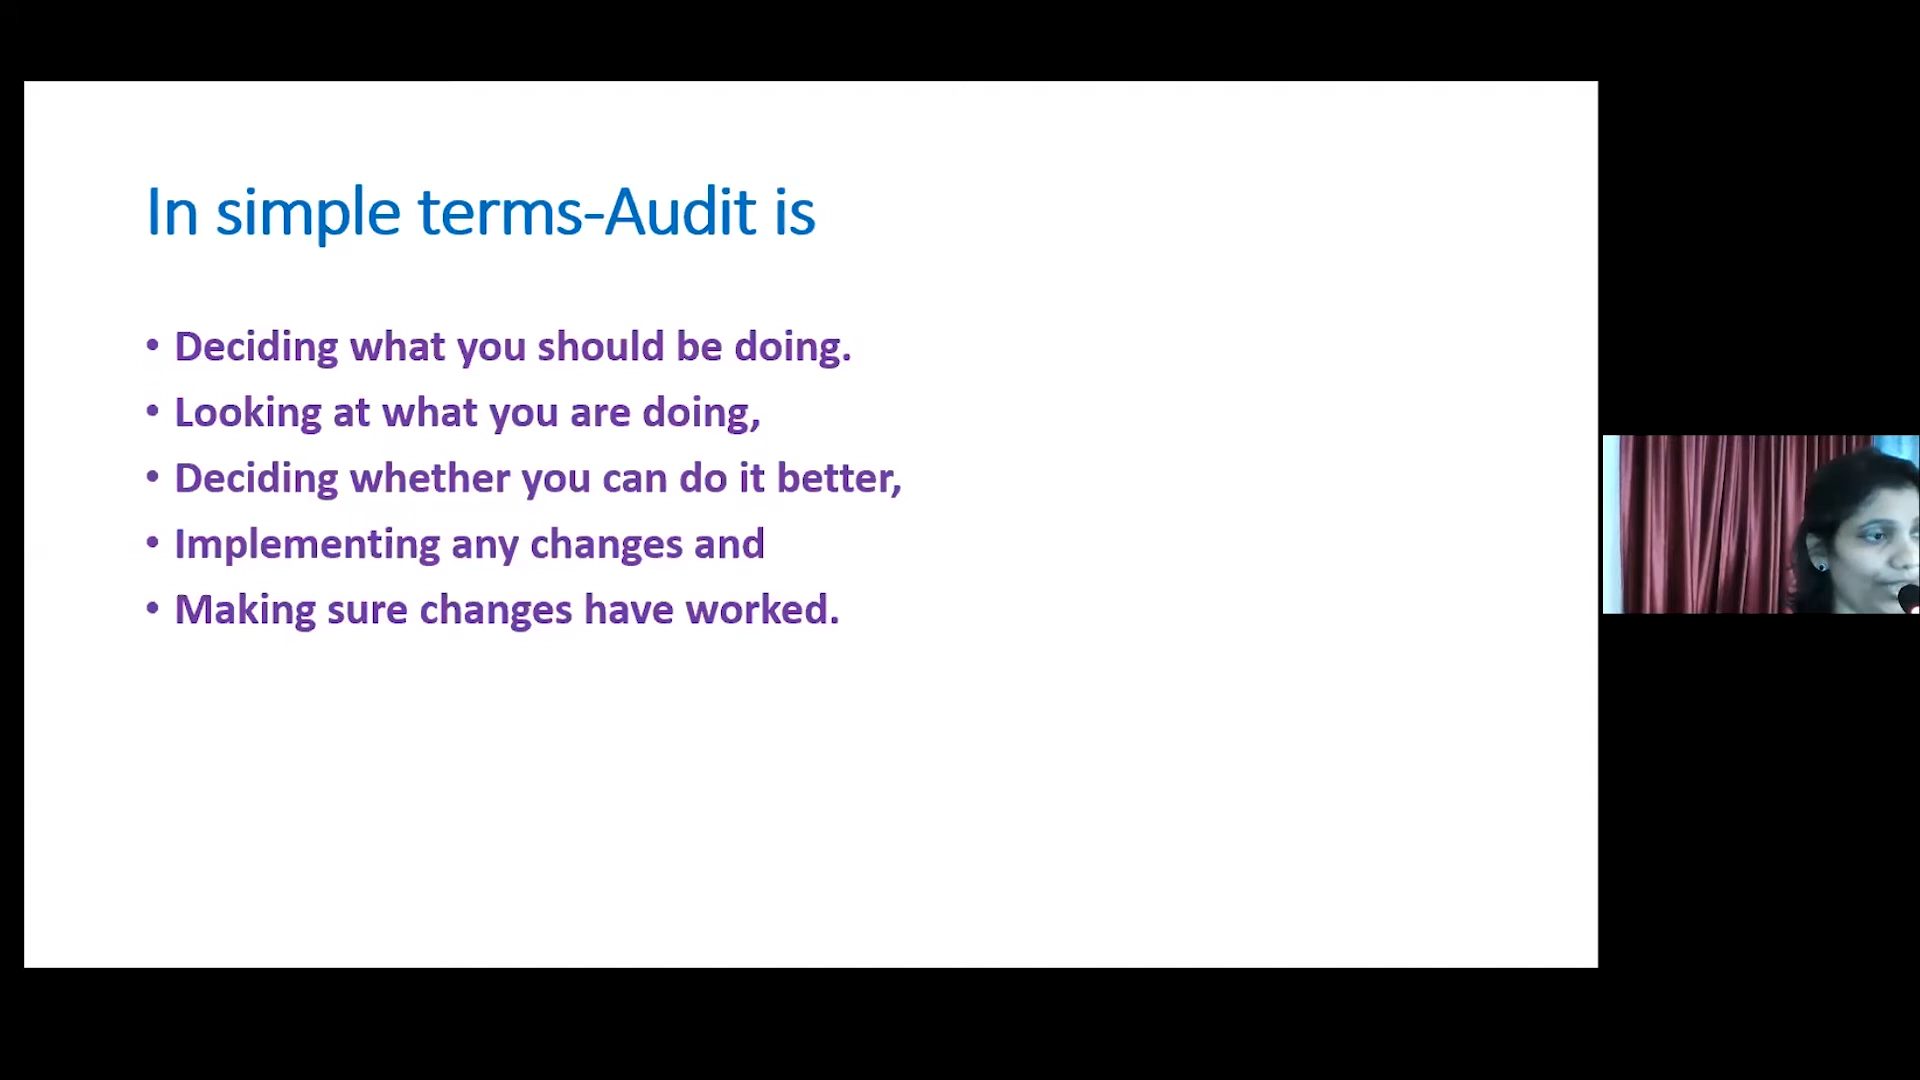 In simple terms-Audit is
• Deciding what you should be doing.
• Looking at what you are doing,
• Deciding whether you can do it better,
• Implementing any changes and
• Making sure changes have worked.